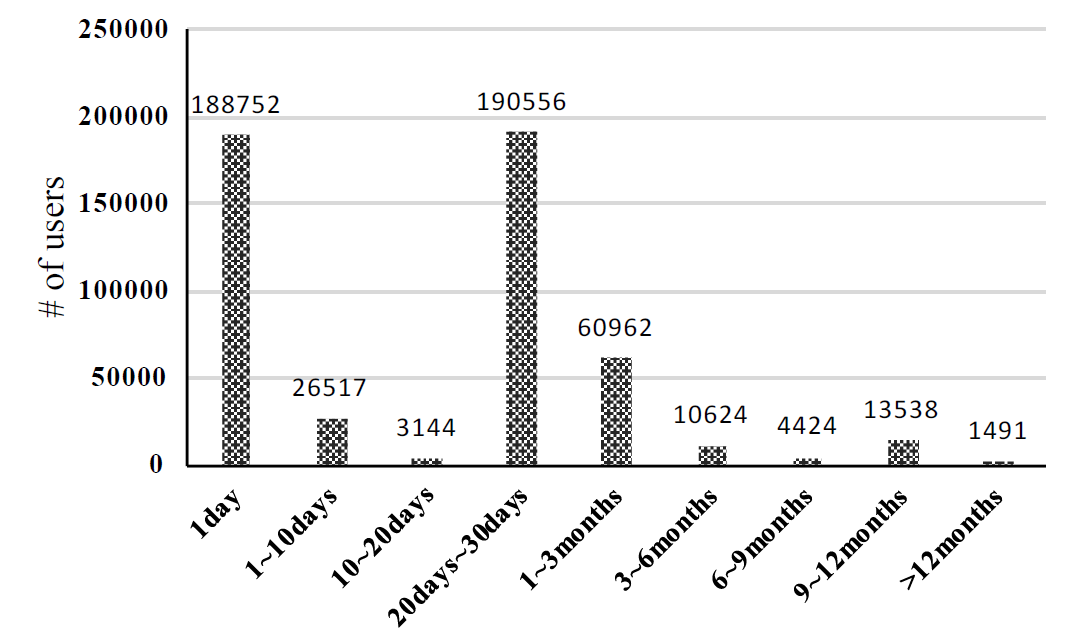 250000
200000
150000
100000
50000
0
# of users
188752
26517
3144
190556
60962
10624
4424
13538
1491
1day
1~10days
10~20days
20days~30days
1~3months
3~6months
6~9months
9~12months
>12months